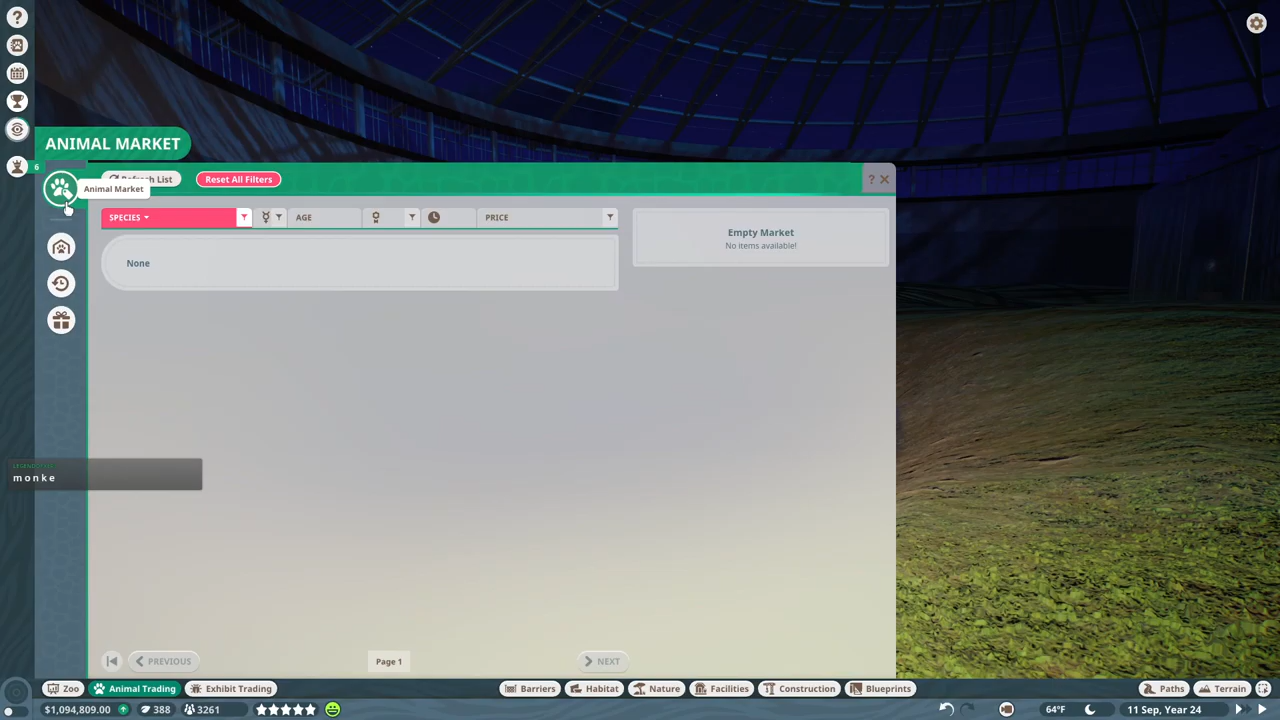 ANIMAL MARKET
6
Refresh List
Reset All Filters
? ×
Animal Market
SPECIES
AGE
PRICE
None
Empty Market
No items available!
monke
PREVIOUS
Page 1
NEXT
Zoo
Animal Trading
Exhibit Trading
Barriers
Habitat
Nature
Facilities
Construction
Blueprints
Paths
Terrain
$1,094,809.00
388
3261
64°F
11 Sep, Year 24